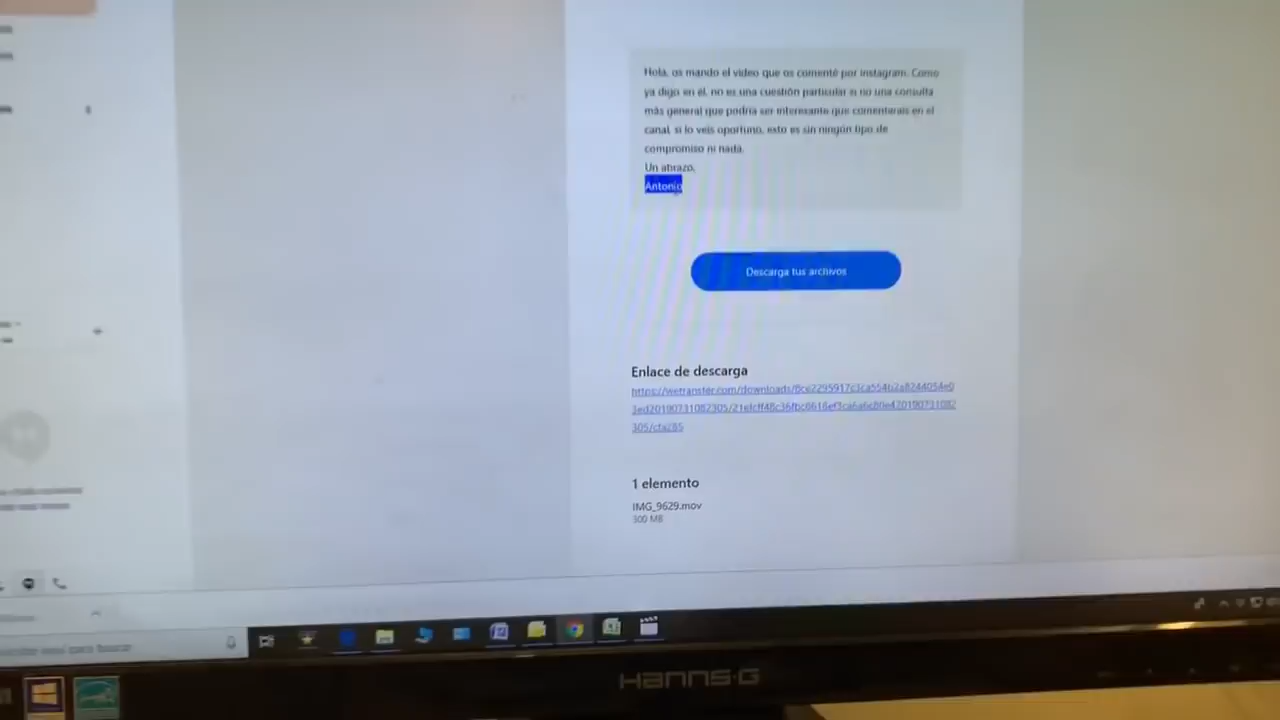 Hola, os mando el video que os comenté por instagram. Como
ya digo en él, no es una cuestión particular si no una consulta
más general que podría ser interesante que comentarais en el
canal, si lo veis oportuno, esto es sin ningún tipo de
compromiso ni nada.
Un abrazo,
Antonio
Descarga tus archivos
Enlace de descarga
1 elemento
IMG_9629.mov
300 MB
HANNS·G